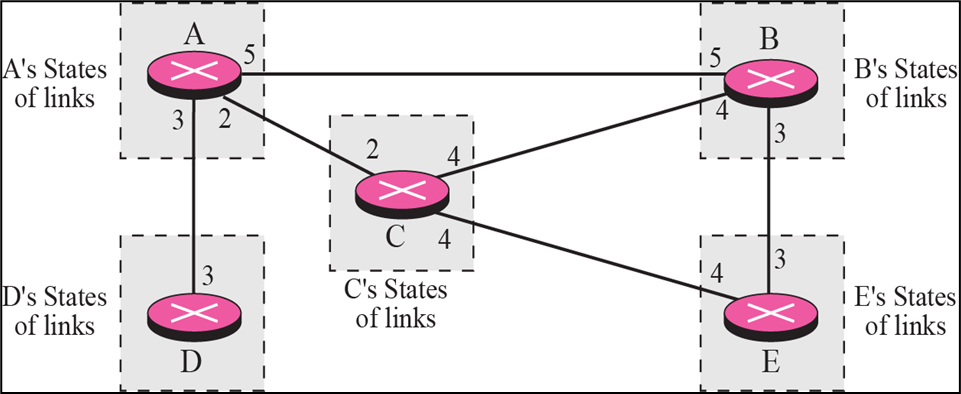 A
B
A's States
of links
5
5
B's States
of links
3
2
4
3
2
4
C
4
C's States
of links
D's States
of links
3
D
4
3
E's States
of links
E